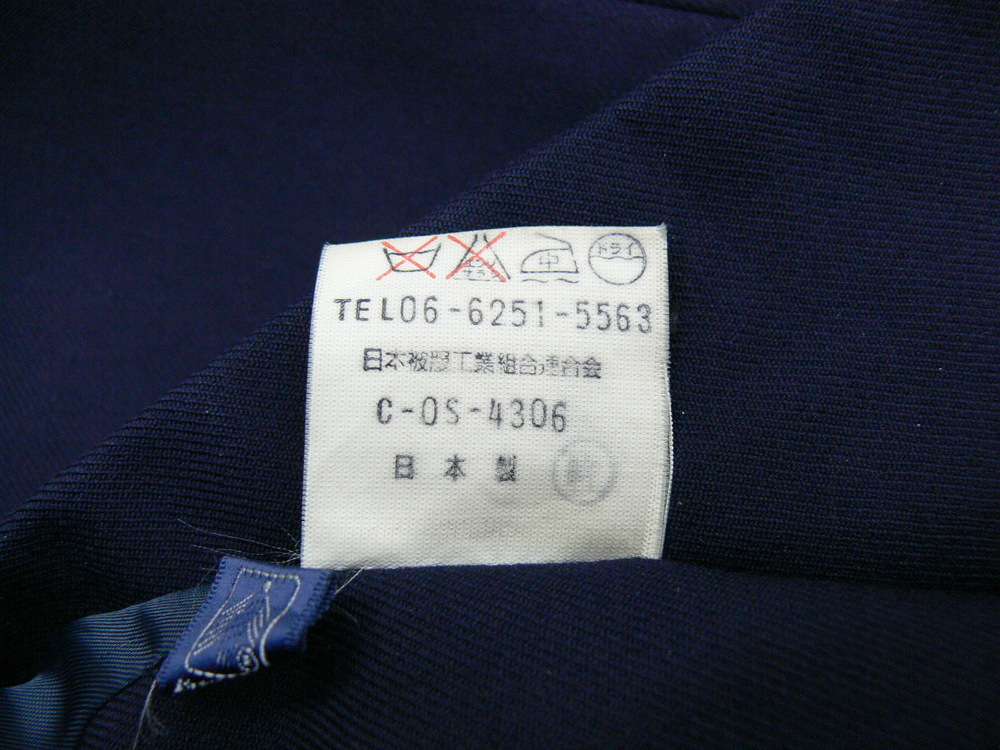 中 ドライ
TEL06-6251-5563
日本被服工業組合連合会
C-OS-4306
日本製